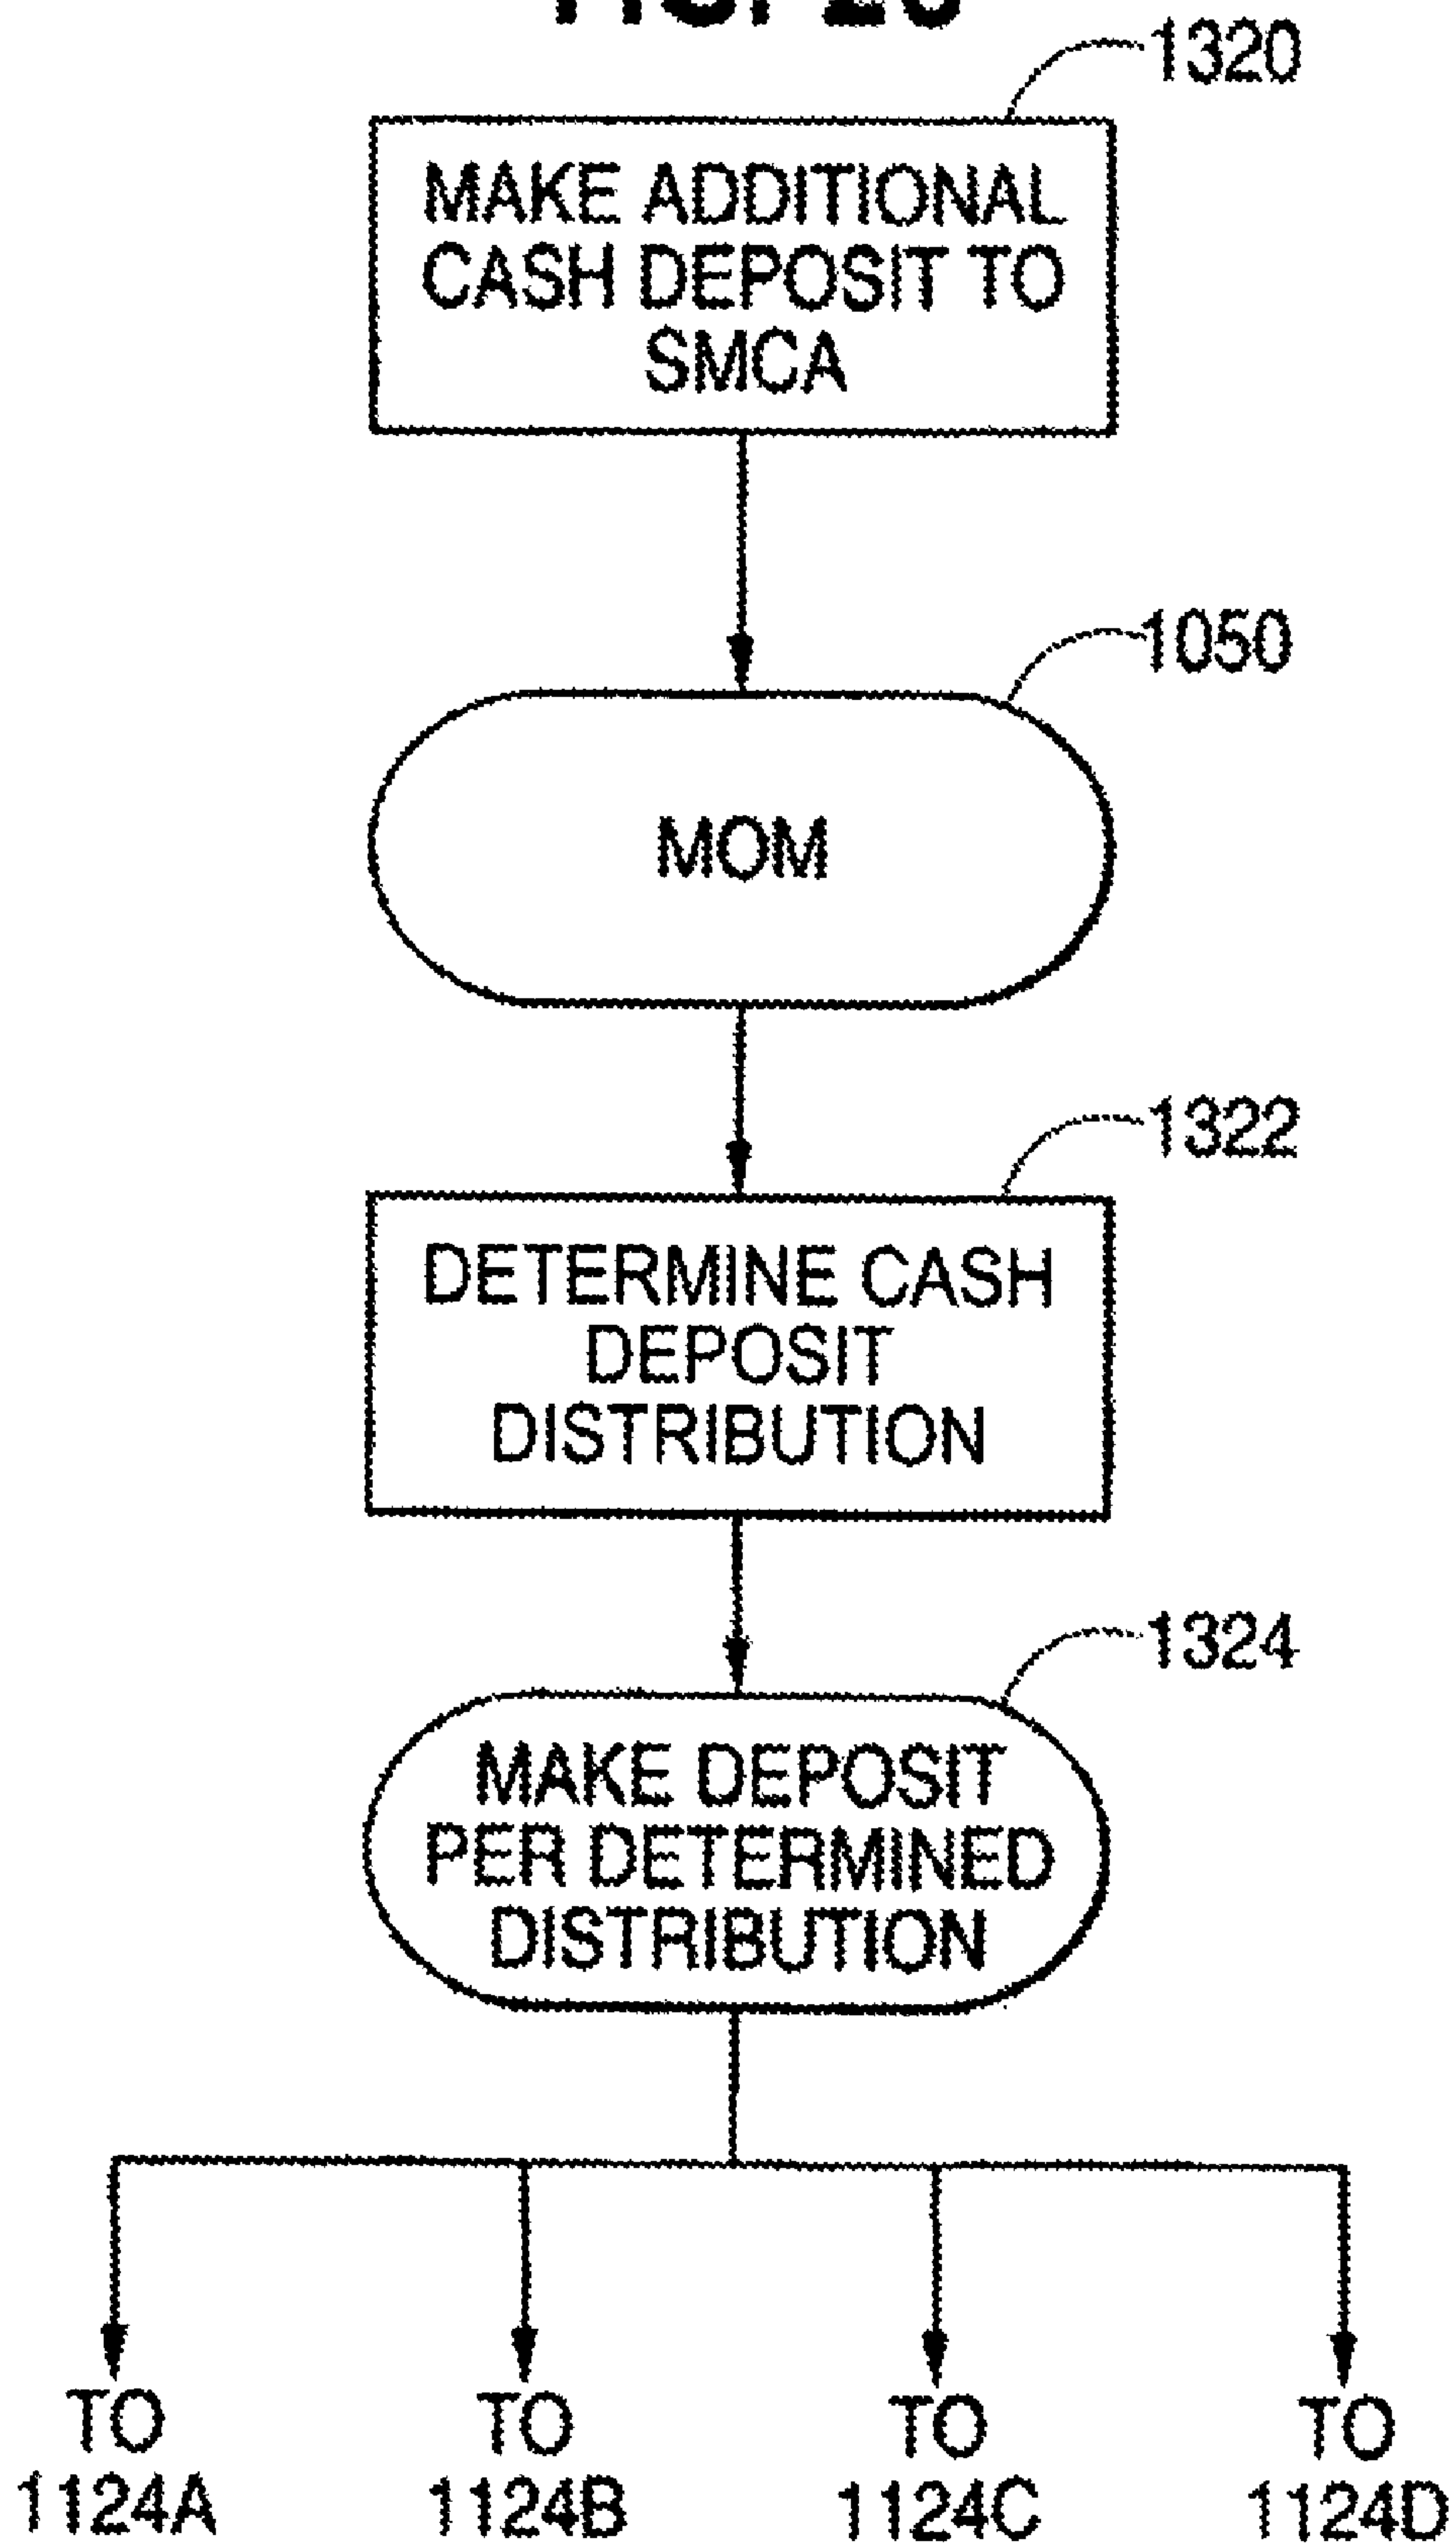 1320
MAKE ADDITIONAL
CASH DEPOSIT TO
SMCA
1050
MOM
1322
DETERMINE CASH
DEPOSIT
DISTRIBUTION
1324
MAKE DEPOSIT
PER DETERMINED
DISTRIBUTION
TO TO TO TO
1124A 1124B 1124C 1124D